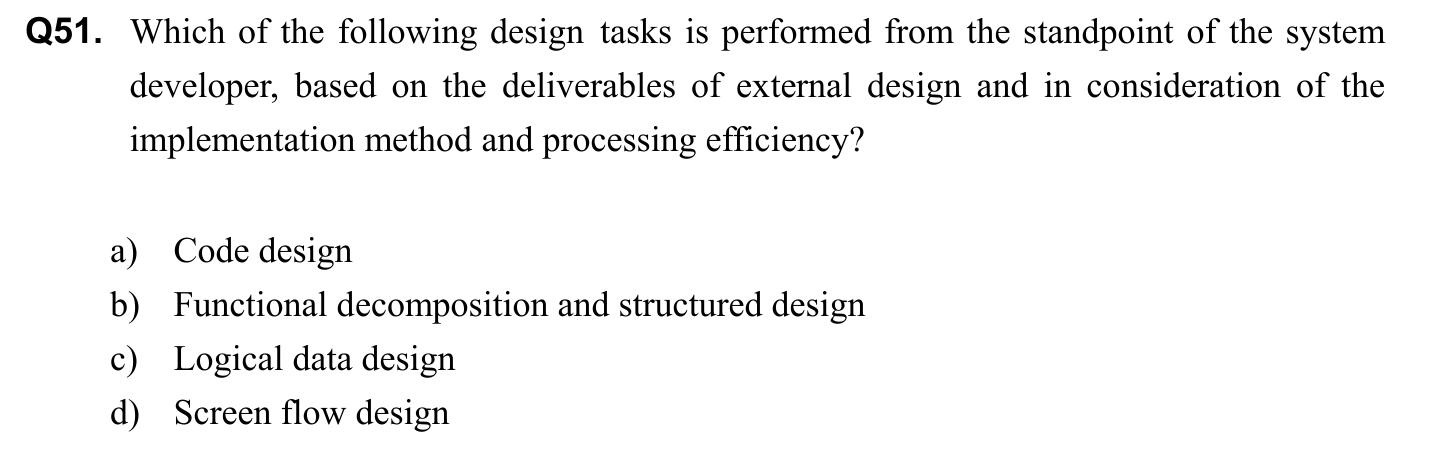 Q51. Which of the following design tasks is performed from the standpoint of the system
developer, based on the deliverables of external design and in consideration of the
implementation method and processing efficiency?
a) Code design
b) Functional decomposition and structured design
c) Logical data design
d) Screen flow design